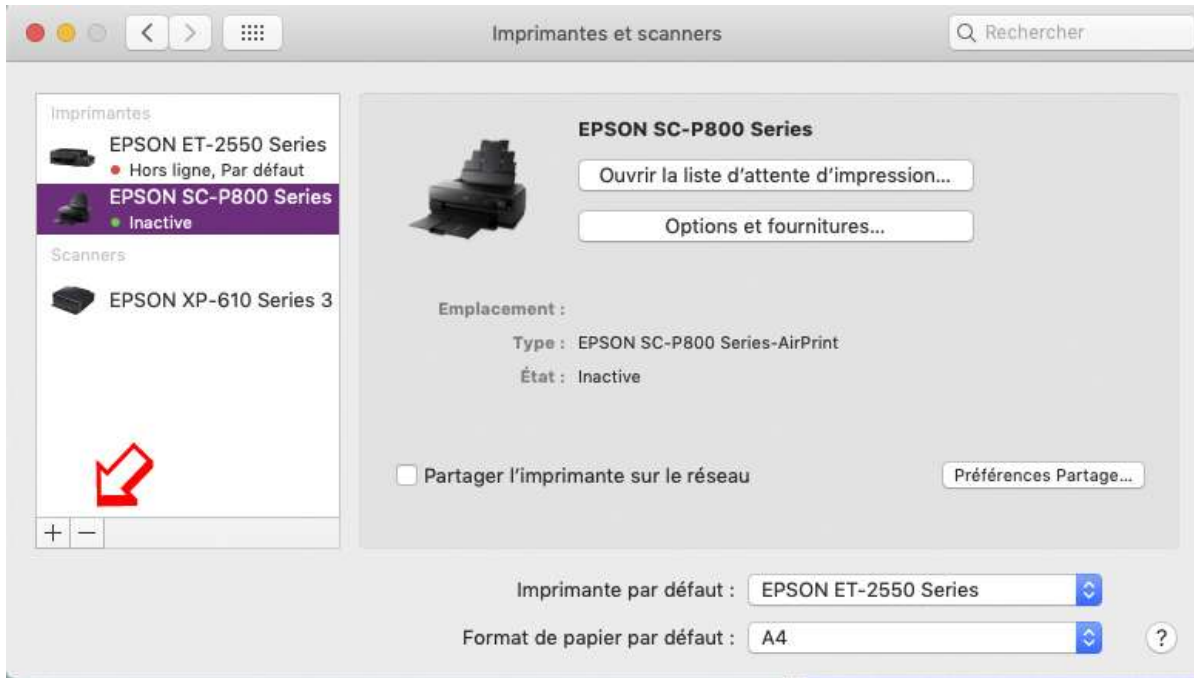 Imprimantes et scanners
Rechercher
Imprimantes
EPSON ET-2550 Series
Hors ligne, Par défaut
EPSON SC-P800 Series
Inactive
Scanners
EPSON XP-610 Series 3
+ −
EPSON SC-P800 Series
Ouvrir la liste d’attente d’impression...
Options et fournitures...
Emplacement :
Type : EPSON SC-P800 Series-AirPrint
État : Inactive
Partager l’imprimante sur le réseau
Préférences Partage...
Imprimante par défaut : EPSON ET-2550 Series
Format de papier par défaut : A4
?